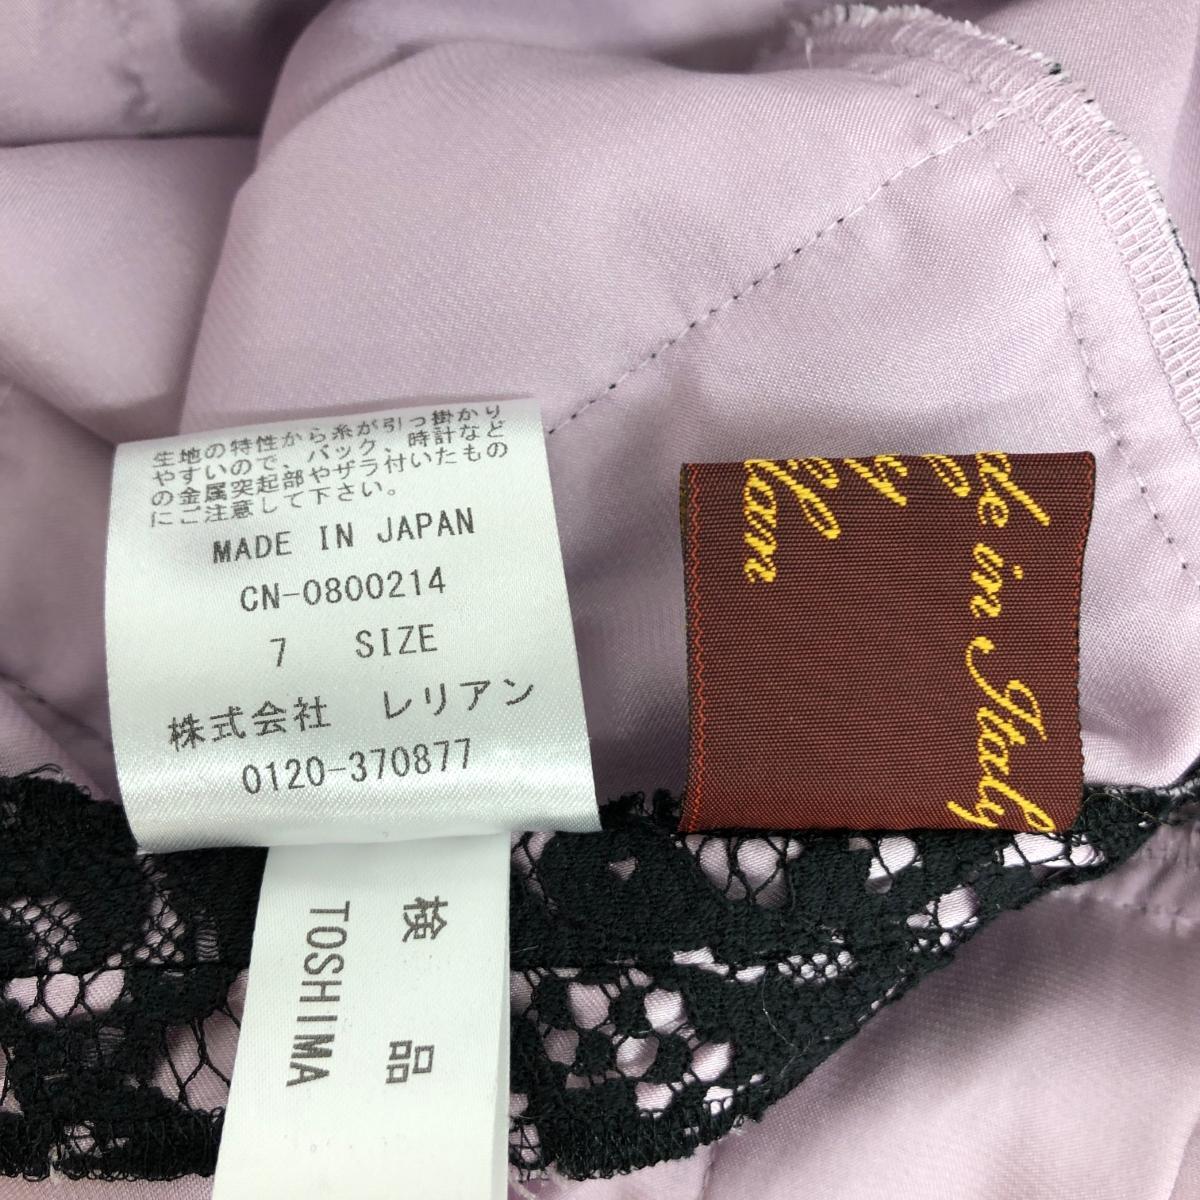 生地の特性から糸が引っ掛かり
やすいので、バック、時計など
の金属突起部やザラ付いたもの
にご注意して下さい。
MADE IN JAPAN
CN-0800214
7 SIZE
株式会社 レリアン
0120-370877
検品
TOSHIMA
de in Italy